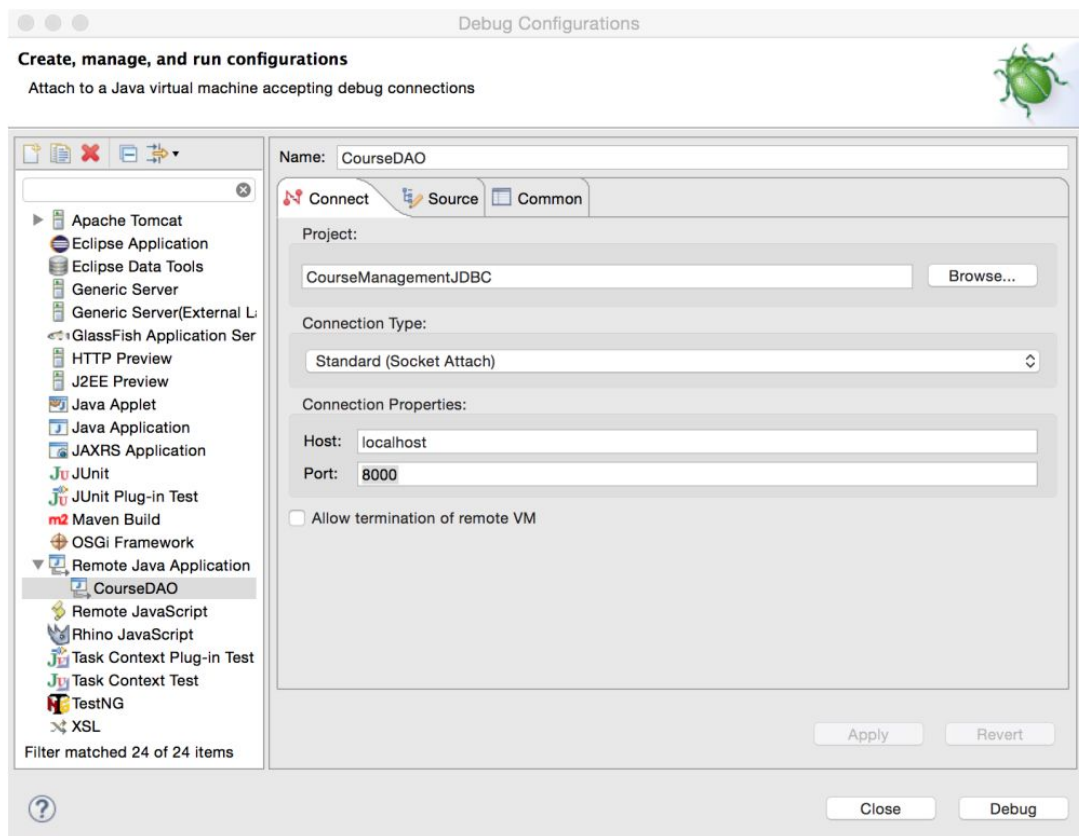 Debug Configurations
Create, manage, and run configurations
Attach to a Java virtual machine accepting debug connections
Name: CourseDAO
Connect Source Common
Project:
CourseManagementJDBC Browse...
Connection Type:
Standard (Socket Attach)
Connection Properties:
Host: localhost
Port: 8000
Allow termination of remote VM
Apache Tomcat
Eclipse Application
Eclipse Data Tools
Generic Server
Generic Server(External La
GlassFish Application Ser
HTTP Preview
J2EE Preview
Java Applet
Java Application
JAXRS Application
JUnit
JUnit Plug-in Test
m2 Maven Build
OSGi Framework
Remote Java Application
CourseDAO
Remote JavaScript
Rhino JavaScript
Task Context Plug-in Test
Task Context Test
TestNG
XSL
Filter matched 24 of 24 items
Apply Revert
? Close Debug